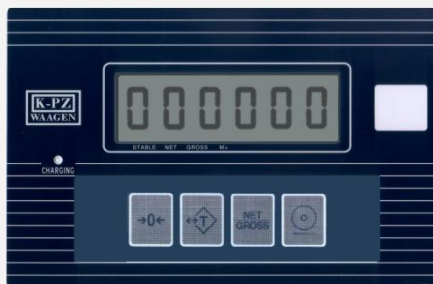 K-PZ
WAAGEN
000000
STABLE NET GROSS M+
CHARGING
→0←
↔T
NET
GROSS